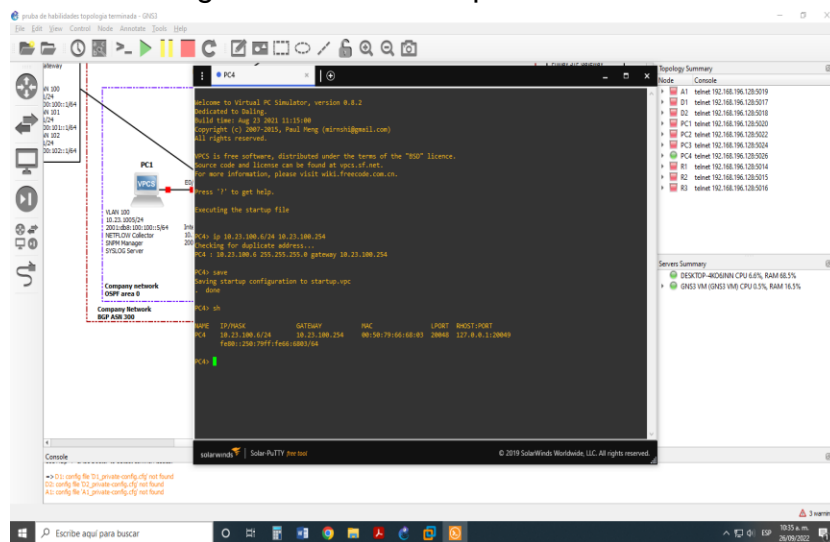 pruba de habilidades topologia terminada - GNS3
File Edit View Control Node Annotate Tools Help
PC4
Welcome to Virtual PC Simulator, version 0.8.2
Dedicated to Daling.
Build time: Aug 23 2021 11:15:00
Copyright (c) 2007-2015, Paul Meng (mirnshi@gmail.com)
All rights reserved.
VPCS is free software, distributed under the terms of the "BSD" licence.
Source code and license can be found at vpcs.sf.net.
For more information, please visit wiki.freecode.com.cn.
Press '?' to get help.
Executing the startup file
PC4> ip 10.23.100.6/24 10.23.100.254
Checking for duplicate address...
PC4 : 10.23.100.6 255.255.255.0 gateway 10.23.100.254
PC4> save
Saving startup configuration to startup.vpc
. done
PC4> sh
NAME IP/MASK GATEWAY MAC LPORT RHOST:PORT
PC4 10.23.100.6/24 10.23.100.254 00:50:79:66:68:03 20048 127.0.0.1:20049
fe80::250:79ff:fe66:6803/64
PC4>
solarwinds Solar-PuTTY free tool
© 2019 SolarWinds Worldwide, LLC. All rights reserved.
PC1
VPCS
VLAN 100
10.23.1005/24
2001:db8:100:100::5/64
NETFLOW Collector
SNPM Manager
SYSLOG Server
Company network
OSPF area 0
Company Network
BGP ASN 300
Topology Summary
Node Console
A1 telnet 192.168.196.128:5019
D1 telnet 192.168.196.128:5017
D2 telnet 192.168.196.128:5018
PC1 telnet 192.168.196.128:5020
PC2 telnet 192.168.196.128:5022
PC3 telnet 192.168.196.128:5024
PC4 telnet 192.168.196.128:5026
R1 telnet 192.168.196.128:5014
R2 telnet 192.168.196.128:5015
R3 telnet 192.168.196.128:5016
Servers Summary
DESKTOP-4KO6INN CPU 6.6%, RAM 68.5%
GNS3 VM (GNS3 VM) CPU 0.5%, RAM 16.5%
Console
=> D1: config file 'D1_private-config.cfg' not found
D2: config file 'D2_private-config.cfg' not found
A1: config file 'A1_private-config.cfg' not found
Escribe aquí para buscar
ESP
10:35 a. m.
26/09/2022